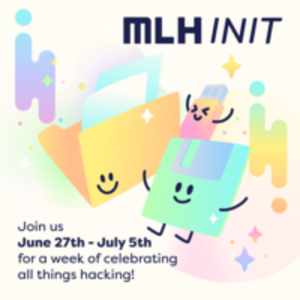 MLH INIT
Join us
June 27th - July 5th
for a week of celebrating
all things hacking!